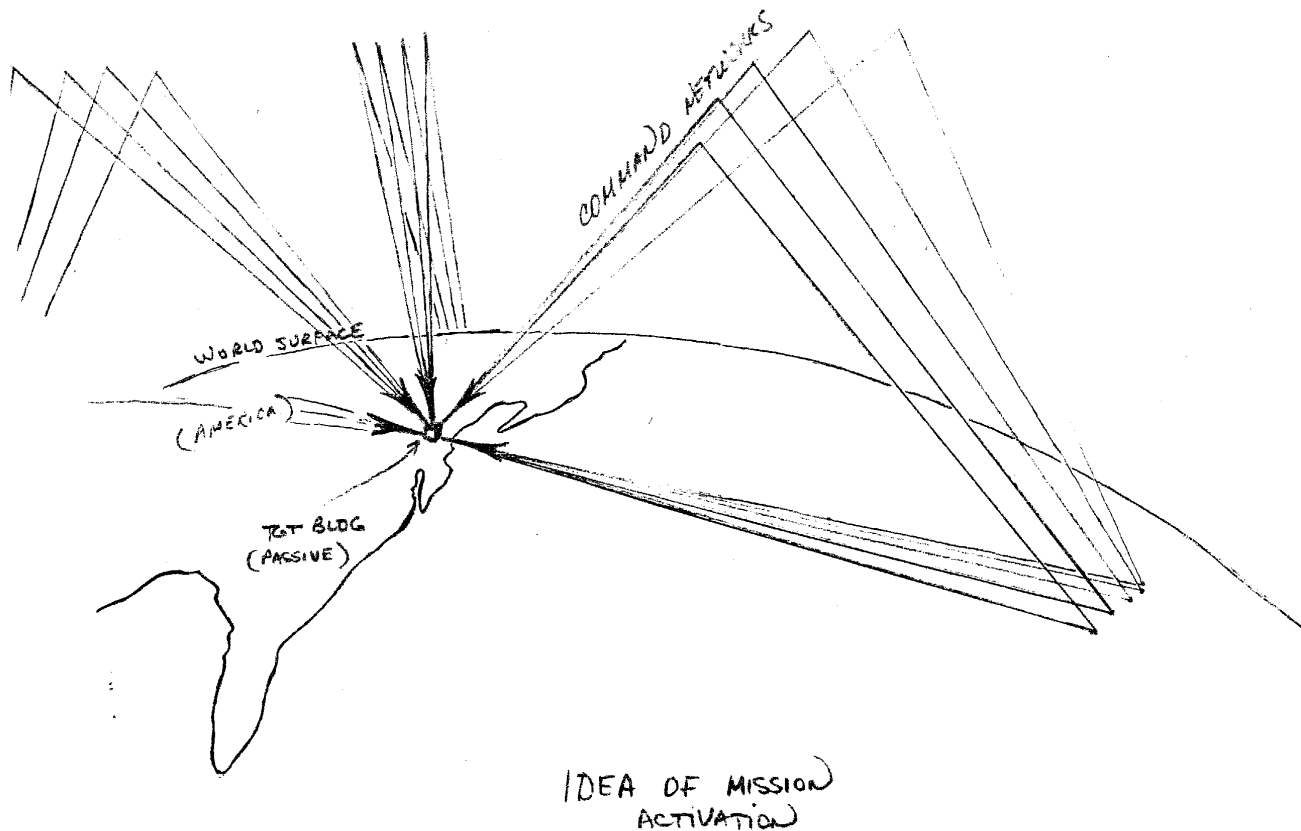 COMMAND NETWORKS
WORLD SURFACE
(AMERICA)
TGT BLDG
(PASSIVE)
IDEA OF MISSION
ACTIVATION